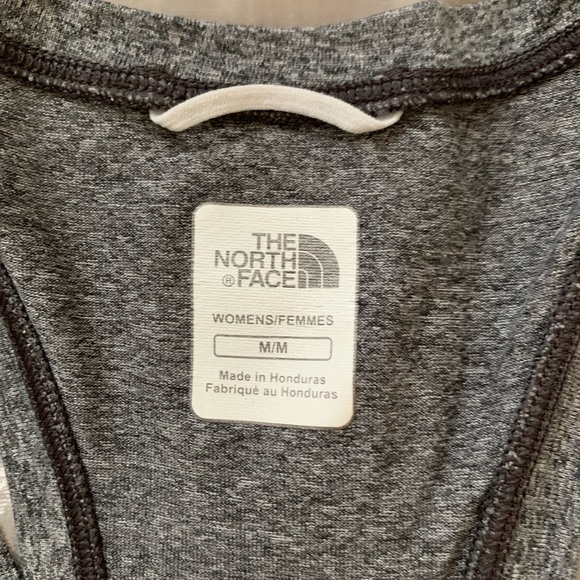 THE
NORTH
® FACE
WOMENS/FEMMES
M/M
Made in Honduras
Fabriqué au Honduras